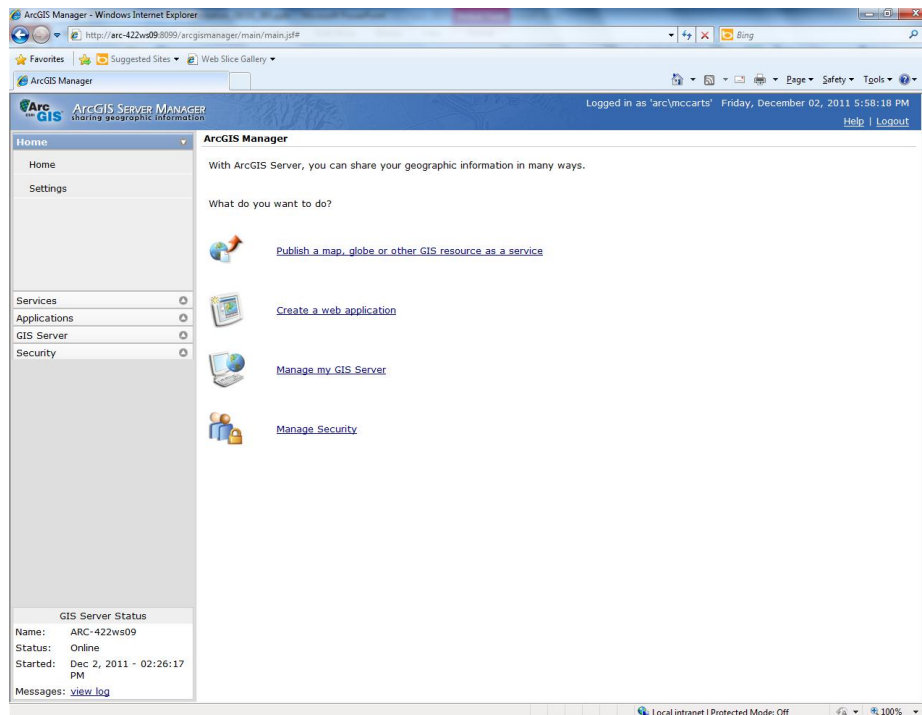 ArcGIS Manager - Windows Internet Explorer
http://arc-422ws09:8099/arcgismanager/main/main.jsf#
Bing
Favorites
Suggested Sites
Web Slice Gallery
ArcGIS Manager
Page
Safety
Tools
Arc GIS
ArcGIS Server Manager
sharing geographic information
Logged in as 'arc\mccarts' Friday, December 02, 2011 5:58:18 PM
Help | Logout
Home
ArcGIS Manager
Home
Settings
With ArcGIS Server, you can share your geographic information in many ways.
What do you want to do?
Publish a map, globe or other GIS resource as a service
Create a web application
Manage my GIS Server
Manage Security
Services
Applications
GIS Server
Security
GIS Server Status
Name: ARC-422ws09
Status: Online
Started: Dec 2, 2011 - 02:26:17
PM
Messages: view log
Local intranet | Protected Mode: Off
100%